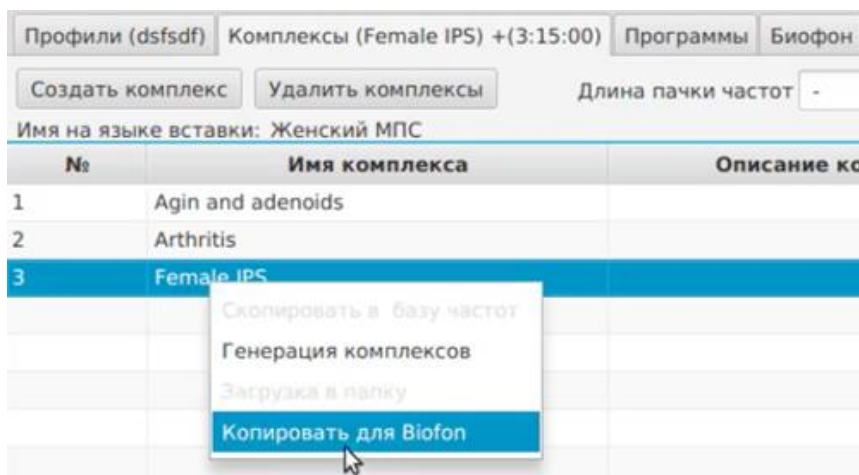 Профили (dsfsdf) Комплексы (Female IPS) +(3:15:00) Программы Биофон
Создать комплекс Удалить комплексы Длина пачки частот -
Имя на языке вставки: Женский МПС
№ Имя комплекса Описание ко
1 Agin and adenoids
2 Arthritis
3 Female IPS
Скопировать в базу частот
Генерация комплексов
Загрузка в папку
Копировать для Biofon